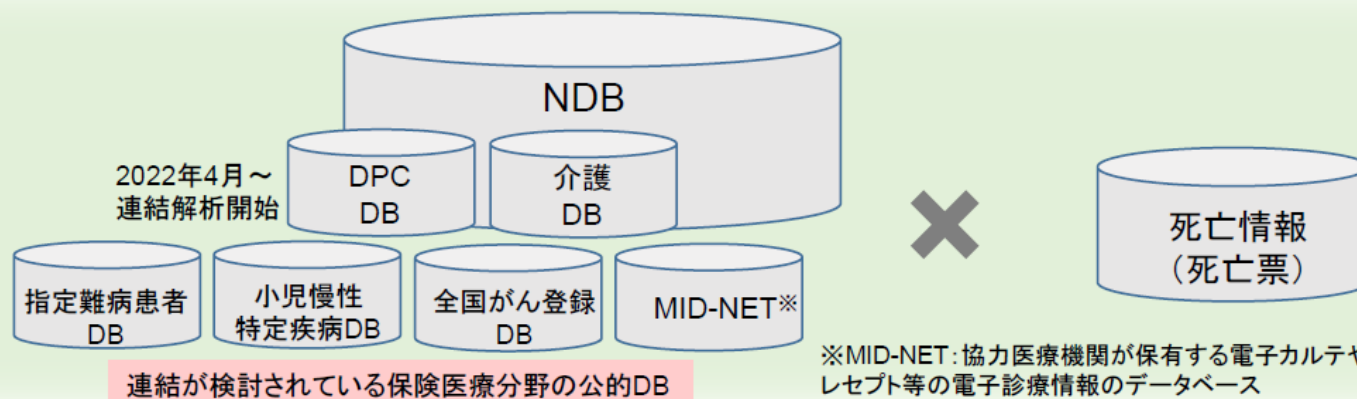 NDB
2022年4月～
連結解析開始
DPC
DB
介護
DB
死亡情報
（死亡票）
指定難病患者
DB
小児慢性
特定疾病DB
全国がん登録
DB
MID-NET※
※MID-NET：協力医療機関が保有する電子カルテや
レセプト等の電子診療情報のデータベース
連結が検討されている保険医療分野の公的DB